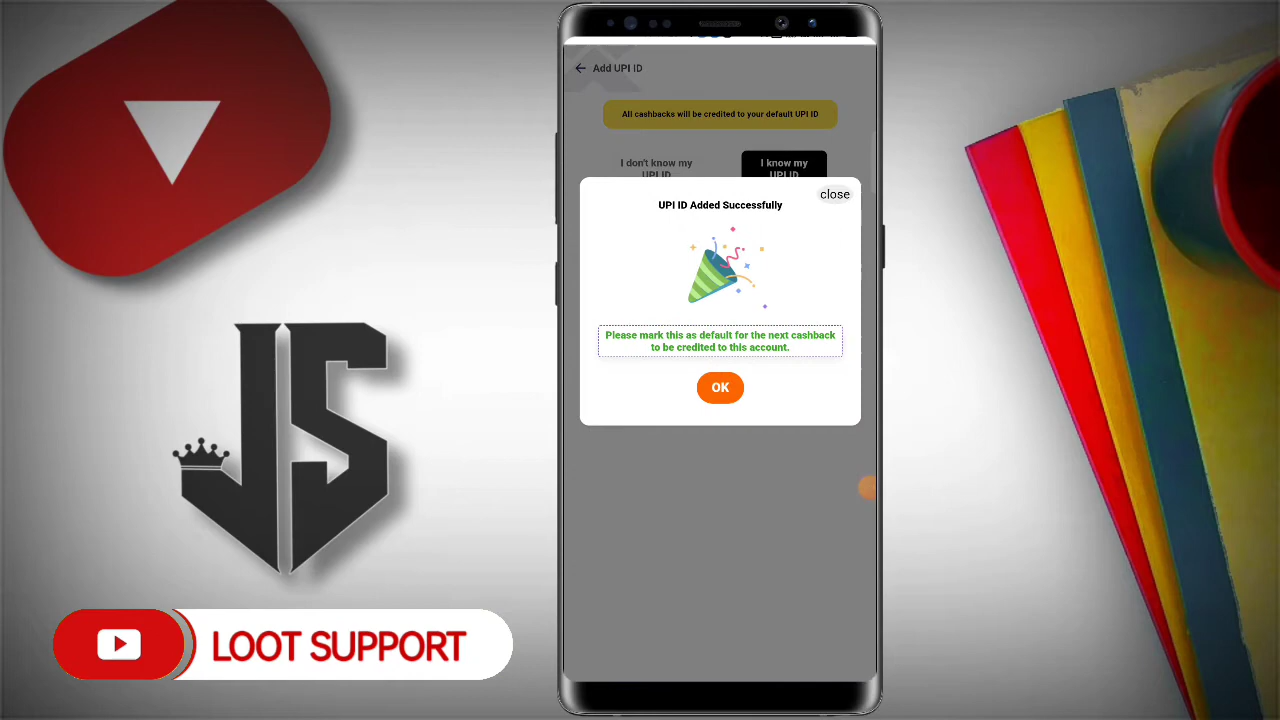 Add UPI ID
All cashbacks will be credited to your default UPI ID
I don't know my
UPI ID
I know my
UPI ID
close
UPI ID Added Successfully
Please mark this as default for the next cashback
to be credited to this account.
OK
JS
LOOT SUPPORT